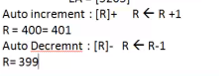 Auto increment : [R]+ R ← R +1
R = 400= 401
Auto Decremnt : [R]- R ← R-1
R= 399